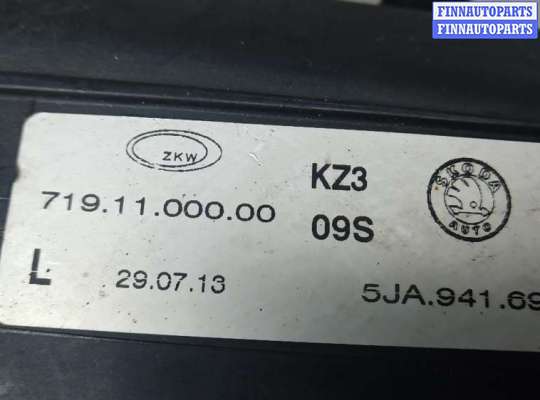 FINNAUTOPARTS
FINNAUTOPARTS
ZKW
KZ3
SKODA
AUTO
719.11.000.00
09S
L
29.07.13
5JA.941.69